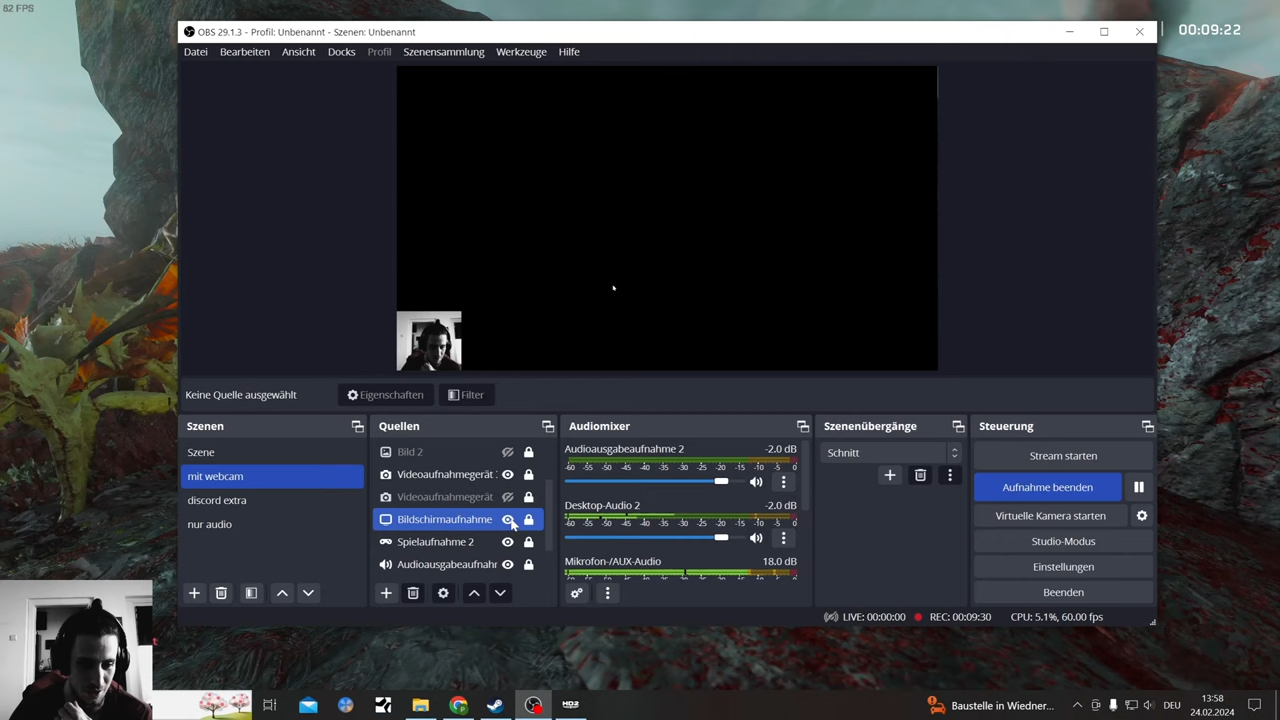 82 FPS
OBS 29.1.3 - Profil: Unbenannt - Szenen: Unbenannt
00:09:22
Datei Bearbeiten Ansicht Docks Profil Szenensammlung Werkzeuge Hilfe
Keine Quelle ausgewählt Eigenschaften Filter
Szenen
Szene
mit webcam
discord extra
nur audio
Quellen
Bild 2
Videoaufnahmegerät
Videoaufnahmegerät
Bildschirmaufnahme
Spielaufnahme 2
Audioausgabeaufnahr
Audiomixer
Audioausgabeaufnahme 2 -2.0 dB
-60 -55 -50 -45 -40 -35 -30 -25 -20 -15 -10 -5 0
Desktop-Audio 2 -2.0 dB
-60 -55 -50 -45 -40 -35 -30 -25 -20 -15 -10 -5 0
Mikrofon-/AUX-Audio 18.0 dB
Szenenübergänge
Schnitt
Steuerung
Stream starten
Aufnahme beenden
Virtuelle Kamera starten
Studio-Modus
Einstellungen
Beenden
LIVE: 00:00:00 REC: 00:09:30 CPU: 5.1%, 60.00 fps
HD2
Baustelle in Wiedner...
DEU
13:58
24.02.2024